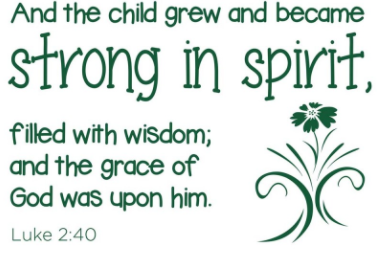 And the child grew and became
strong in spirit,
filled with wisdom;
and the grace of
God was upon him.
Luke 2:40